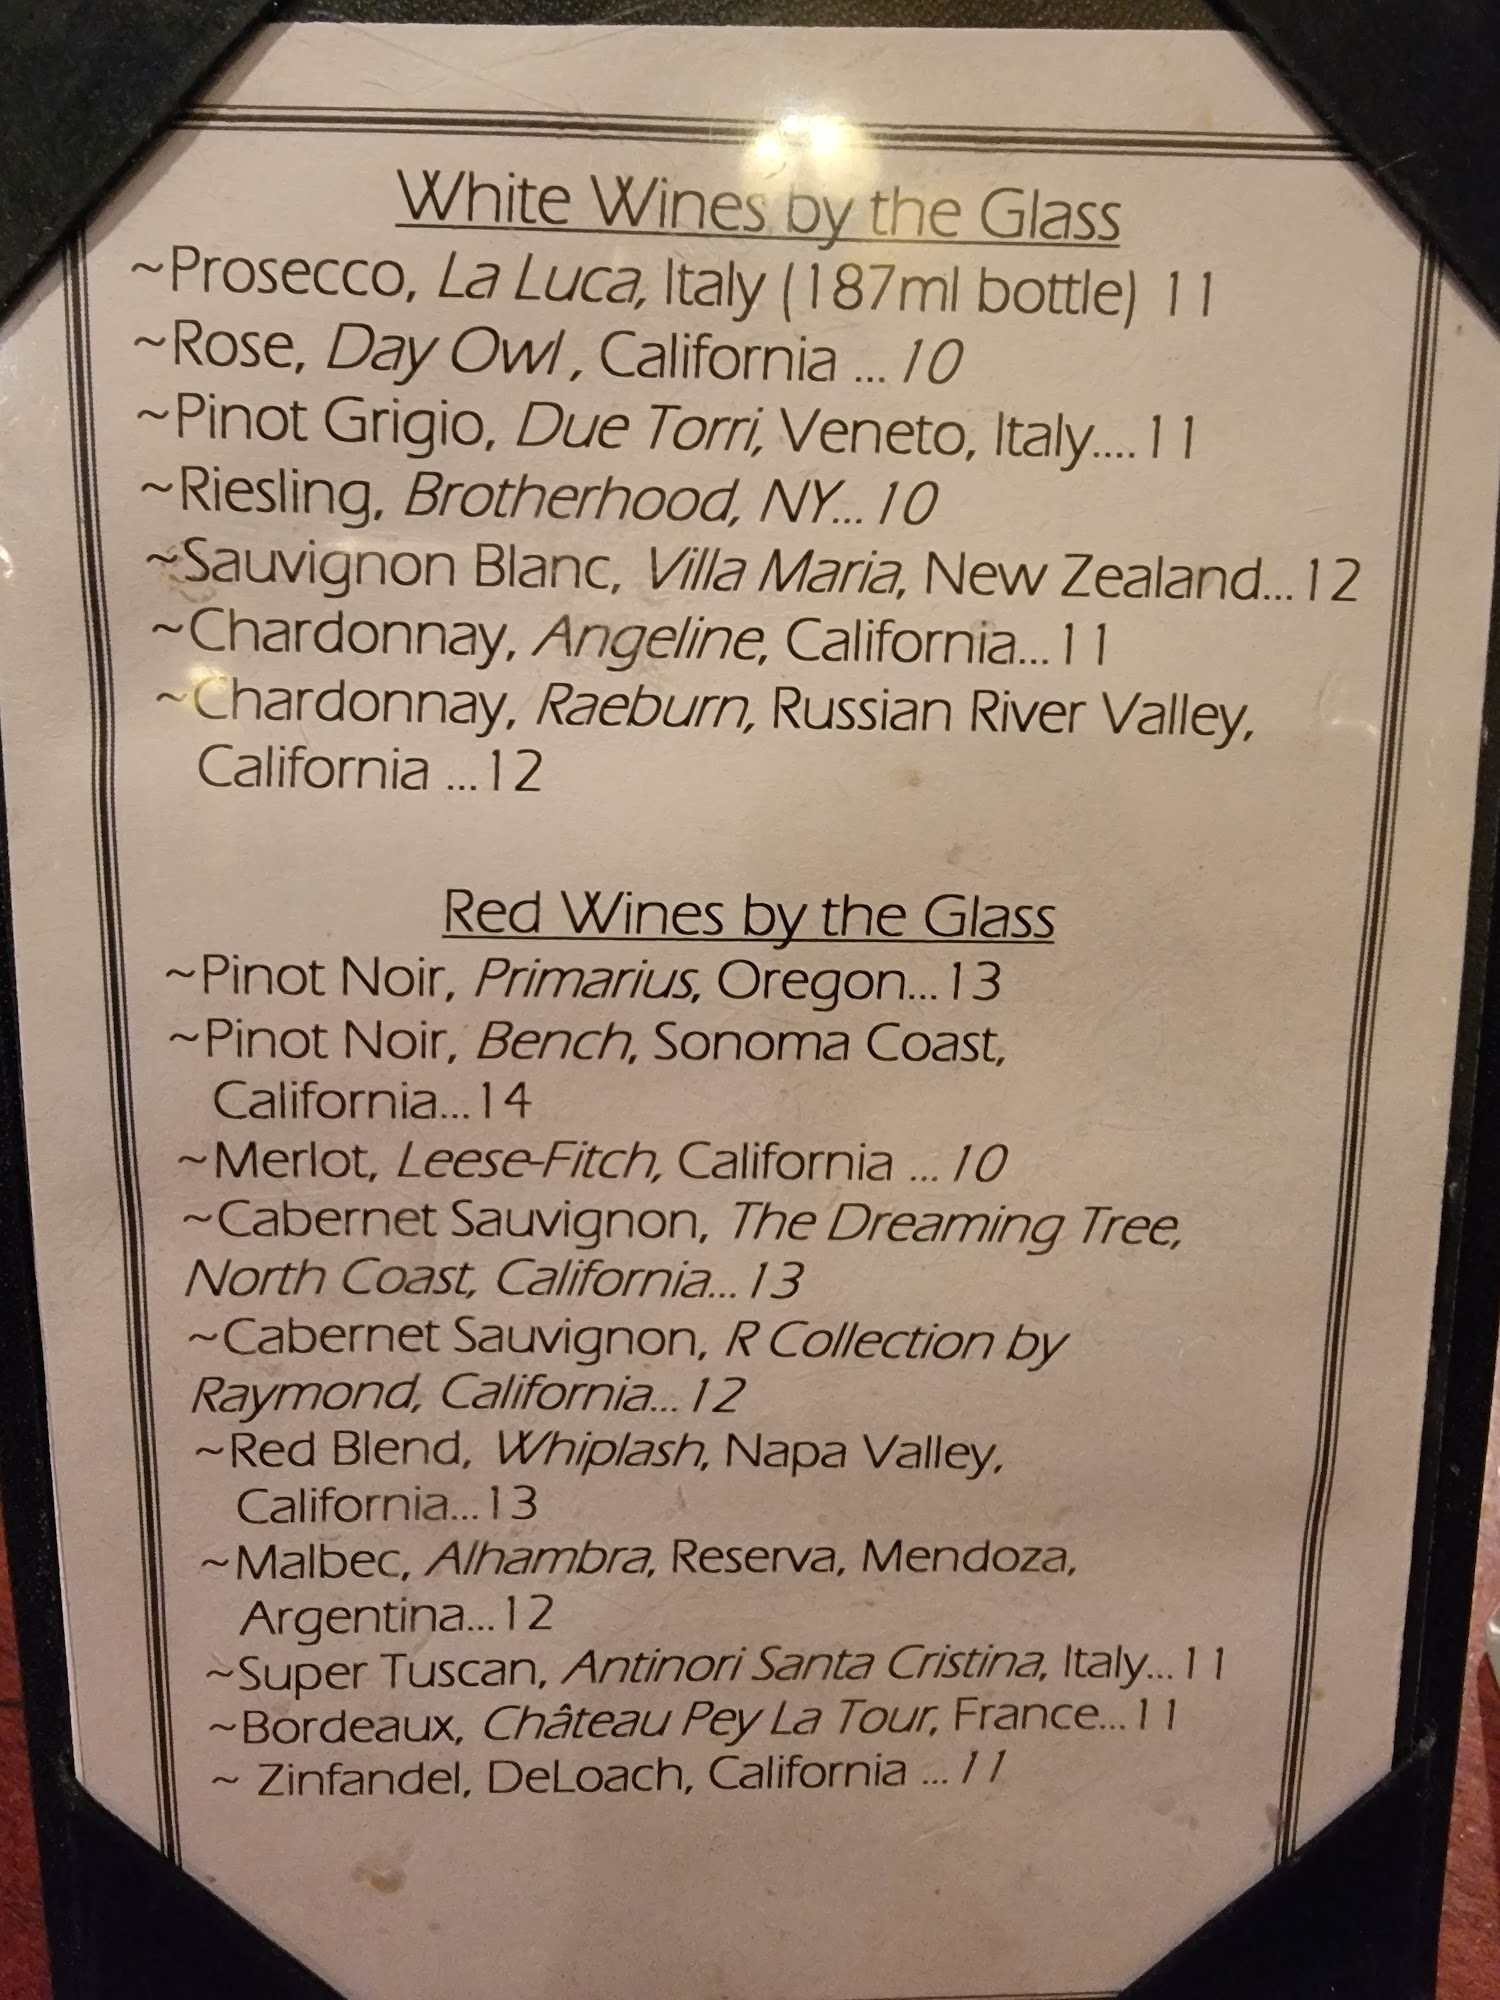 White Wines by the Glass
~Prosecco, La Luca, Italy (187ml bottle) 11
~Rose, Day Owl , California ... 10
~Pinot Grigio, Due Torri, Veneto, Italy.... 11
~Riesling, Brotherhood, NY... 10
~Sauvignon Blanc, Villa Maria, New Zealand... 12
~Chardonnay, Angeline, California... 11
~Chardonnay, Raeburn, Russian River Valley,
California ... 12
Red Wines by the Glass
~Pinot Noir, Primarius, Oregon... 13
~Pinot Noir, Bench, Sonoma Coast,
California... 14
~Merlot, Leese-Fitch, California ... 10
~Cabernet Sauvignon, The Dreaming Tree,
North Coast, California... 13
~Cabernet Sauvignon, R Collection by
Raymond, California... 12
~Red Blend, Whiplash, Napa Valley,
California... 13
~Malbec, Alhambra, Reserva, Mendoza,
Argentina... 12
~Super Tuscan, Antinori Santa Cristina, Italy... 11
~Bordeaux, Château Pey La Tour, France... 11
~ Zinfandel, DeLoach, California ... 11